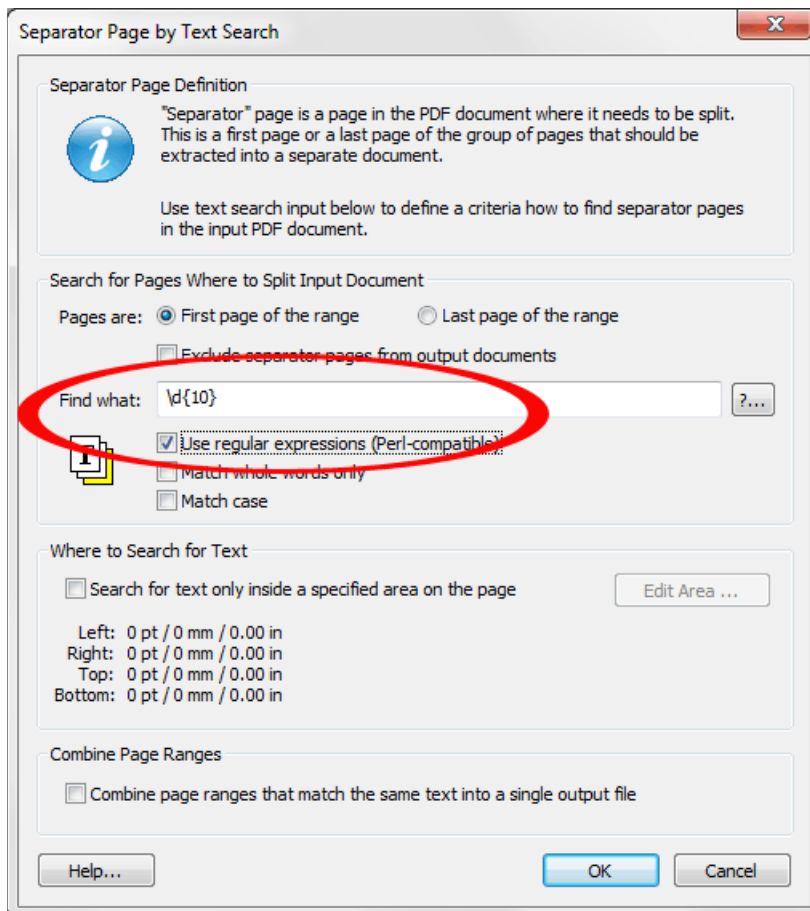 Separator Page by Text Search
Separator Page Definition
"Separator" page is a page in the PDF document where it needs to be split.
This is a first page or a last page of the group of pages that should be
extracted into a separate document.
Use text search input below to define a criteria how to find separator pages
in the input PDF document.
Search for Pages Where to Split Input Document
Pages are: First page of the range Last page of the range
Exclude separator pages from output documents
Find what: \d{10} ?...
Use regular expressions (Perl-compatible)
Match whole words only
Match case
Where to Search for Text
Search for text only inside a specified area on the page Edit Area ...
Left: 0 pt / 0 mm / 0.00 in
Right: 0 pt / 0 mm / 0.00 in
Top: 0 pt / 0 mm / 0.00 in
Bottom: 0 pt / 0 mm / 0.00 in
Combine Page Ranges
Combine page ranges that match the same text into a single output file
Help... OK Cancel